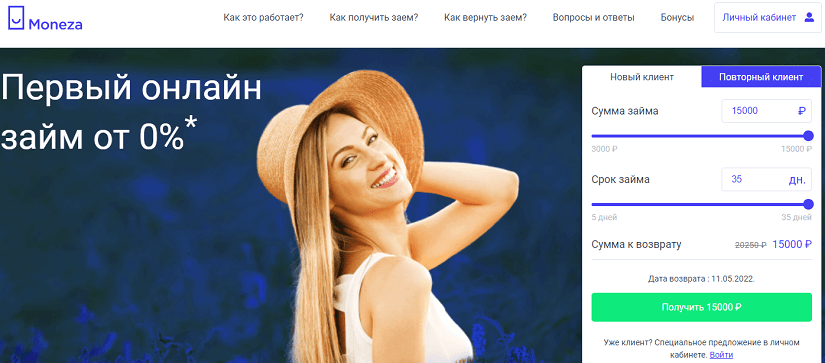 Moneza
Как это работает?
Как получить заем?
Как вернуть заем?
Вопросы и ответы
Бонусы
Личный кабинет
Первый онлайн
займ от 0%*
Новый клиент
Повторный клиент
Сумма займа
15000 ₽
3000 ₽
15000 ₽
Срок займа
35 дн.
5 дней
35 дней
Сумма к возврату 20250 ₽ 15000 ₽
Дата возврата : 11.05.2022.
Получить 15000 ₽
Уже клиент? Специальное предложение в личном
кабинете. Войти